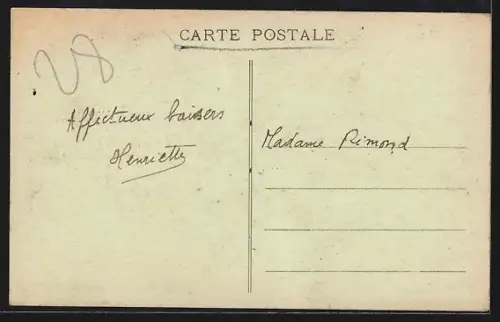 CARTE POSTALE
28
Affectueux baisers
Henriette
Madame Rimond